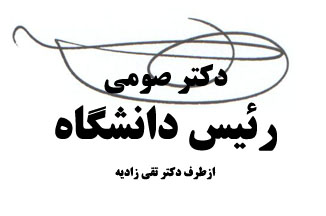 دکتر صومی
رئیس دانشگاه
ازطرف دکتر تقی زادیه